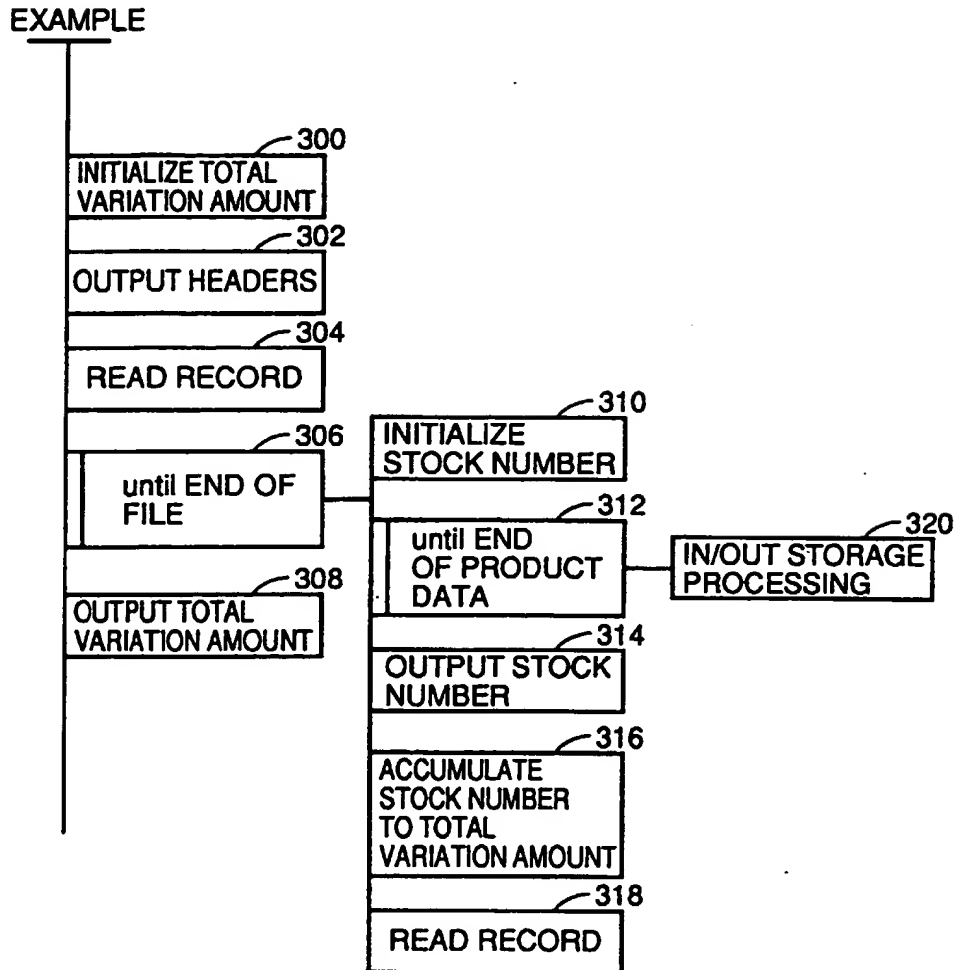 EXAMPLE
300
INITIALIZE TOTAL
VARIATION AMOUNT
302
OUTPUT HEADERS
304
READ RECORD
306
until END OF
FILE
308
OUTPUT TOTAL
VARIATION AMOUNT
310
INITIALIZE
STOCK NUMBER
312
until END
OF PRODUCT
DATA
314
OUTPUT STOCK
NUMBER
316
ACCUMULATE
STOCK NUMBER
TO TOTAL
VARIATION AMOUNT
318
READ RECORD
320
IN/OUT STORAGE
PROCESSING